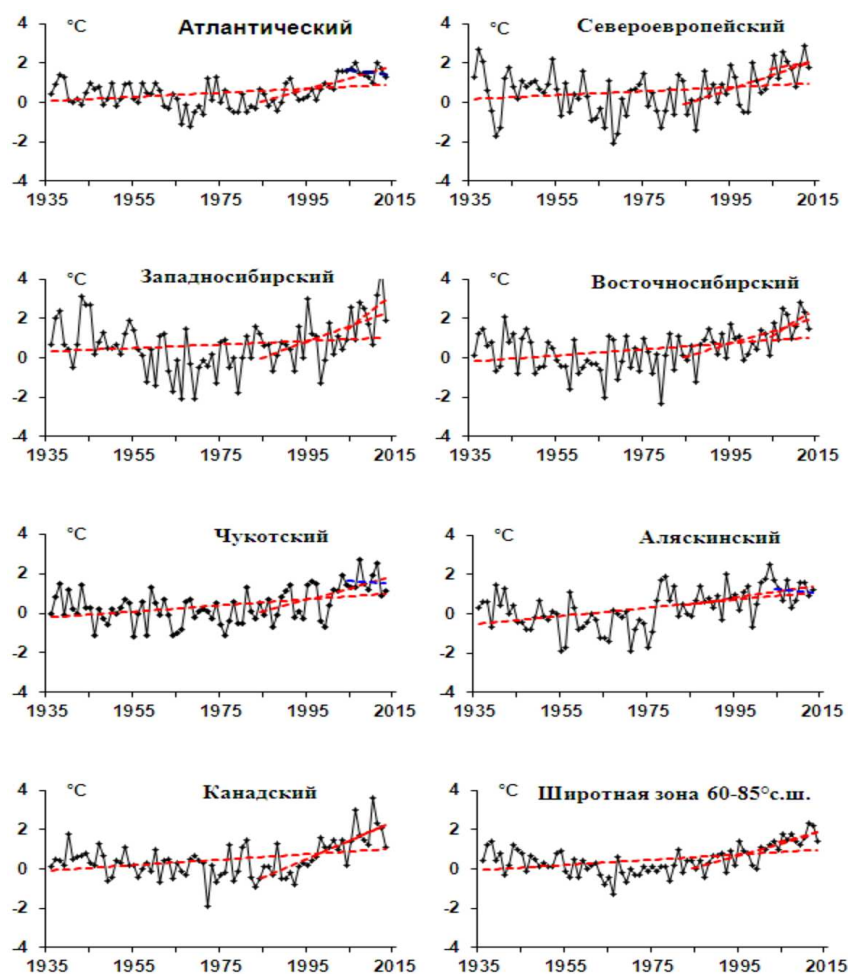 °C Атлантический
4
2
0
-2
-4
1935 1955 1975 1995 2015
°C Североевропейский
4
2
0
-2
-4
1935 1955 1975 1995 2015
°C Западносибирский
4
2
0
-2
-4
1935 1955 1975 1995 2015
°C Восточносибирский
4
2
0
-2
-4
1935 1955 1975 1995 2015
°C Чукотский
4
2
0
-2
-4
1935 1955 1975 1995 2015
°C Аляскинский
4
2
0
-2
-4
1935 1955 1975 1995 2015
°C Канадский
4
2
0
-2
-4
1935 1955 1975 1995 2015
°C Широтная зона 60-85°с.ш.
4
2
0
-2
-4
1935 1955 1975 1995 2015